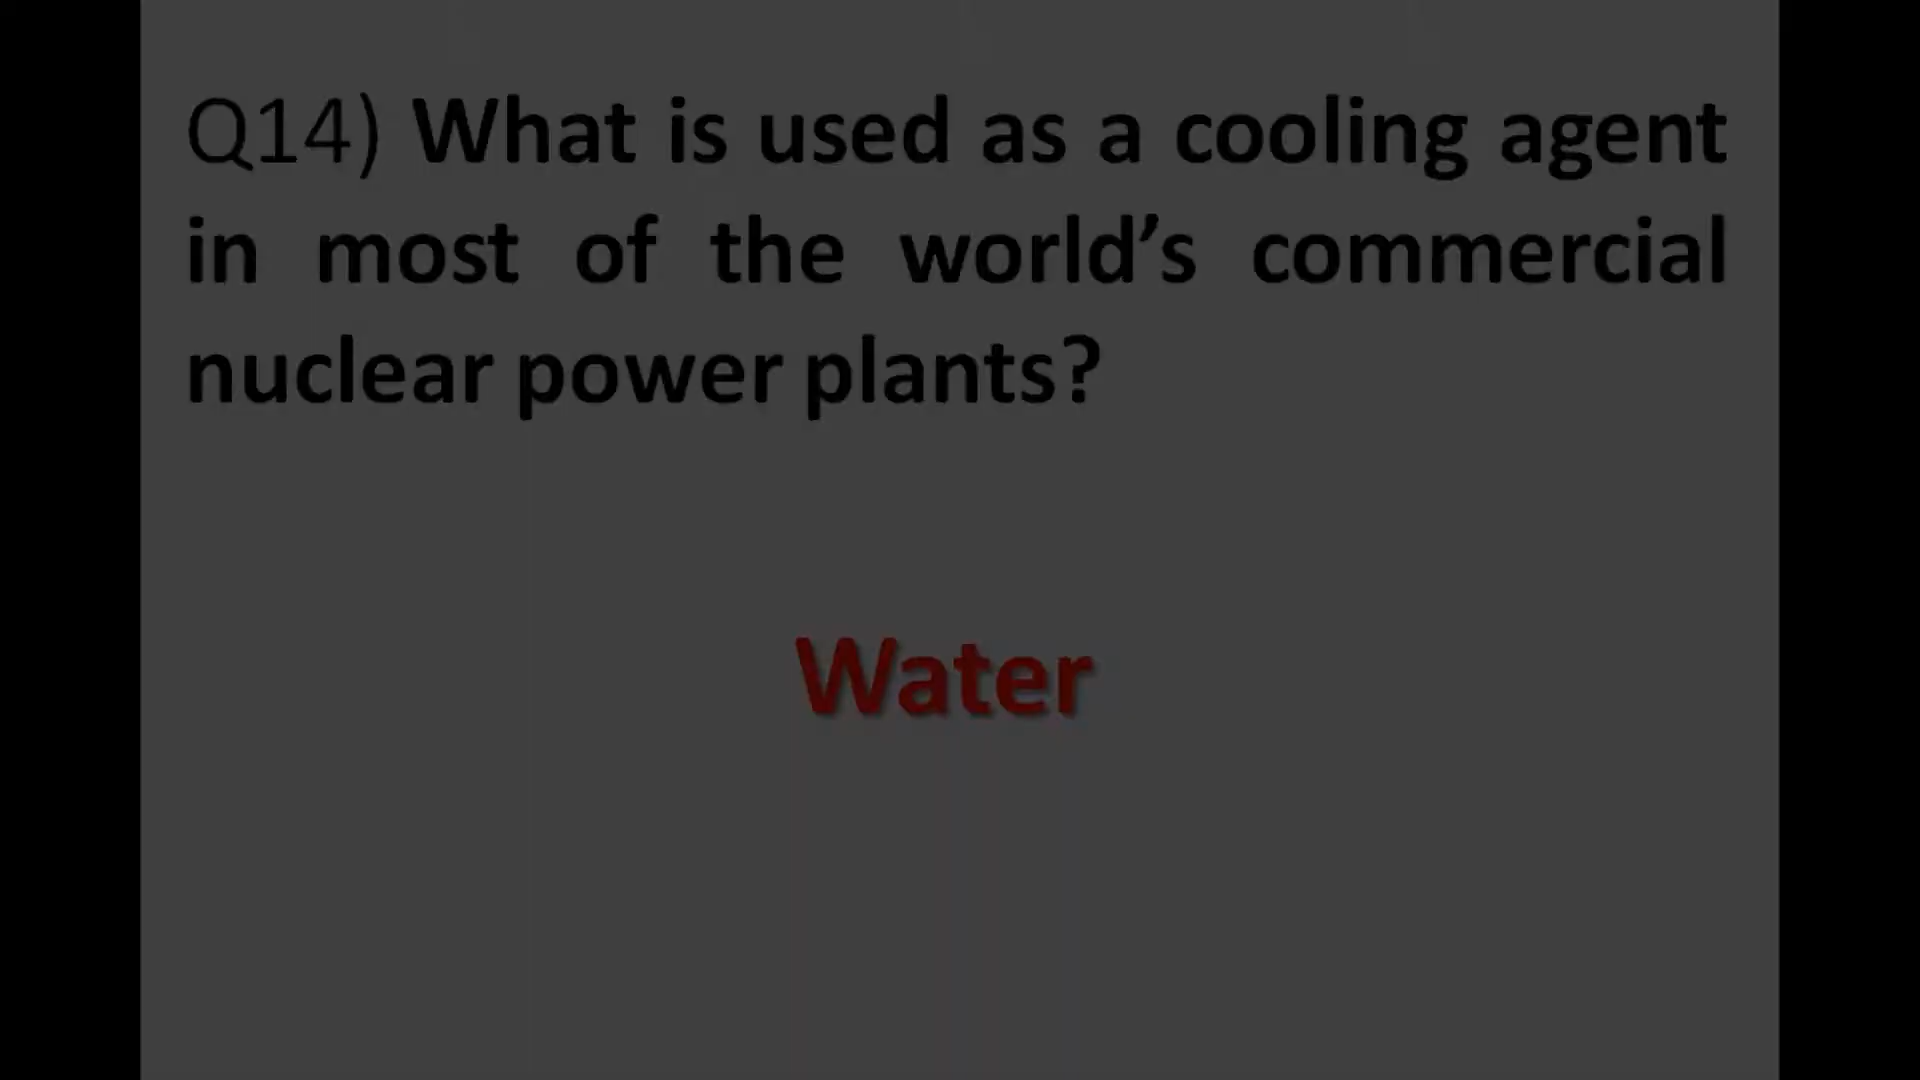 Q14) What is used as a cooling agent
in most of the world’s commercial
nuclear power plants?
Water